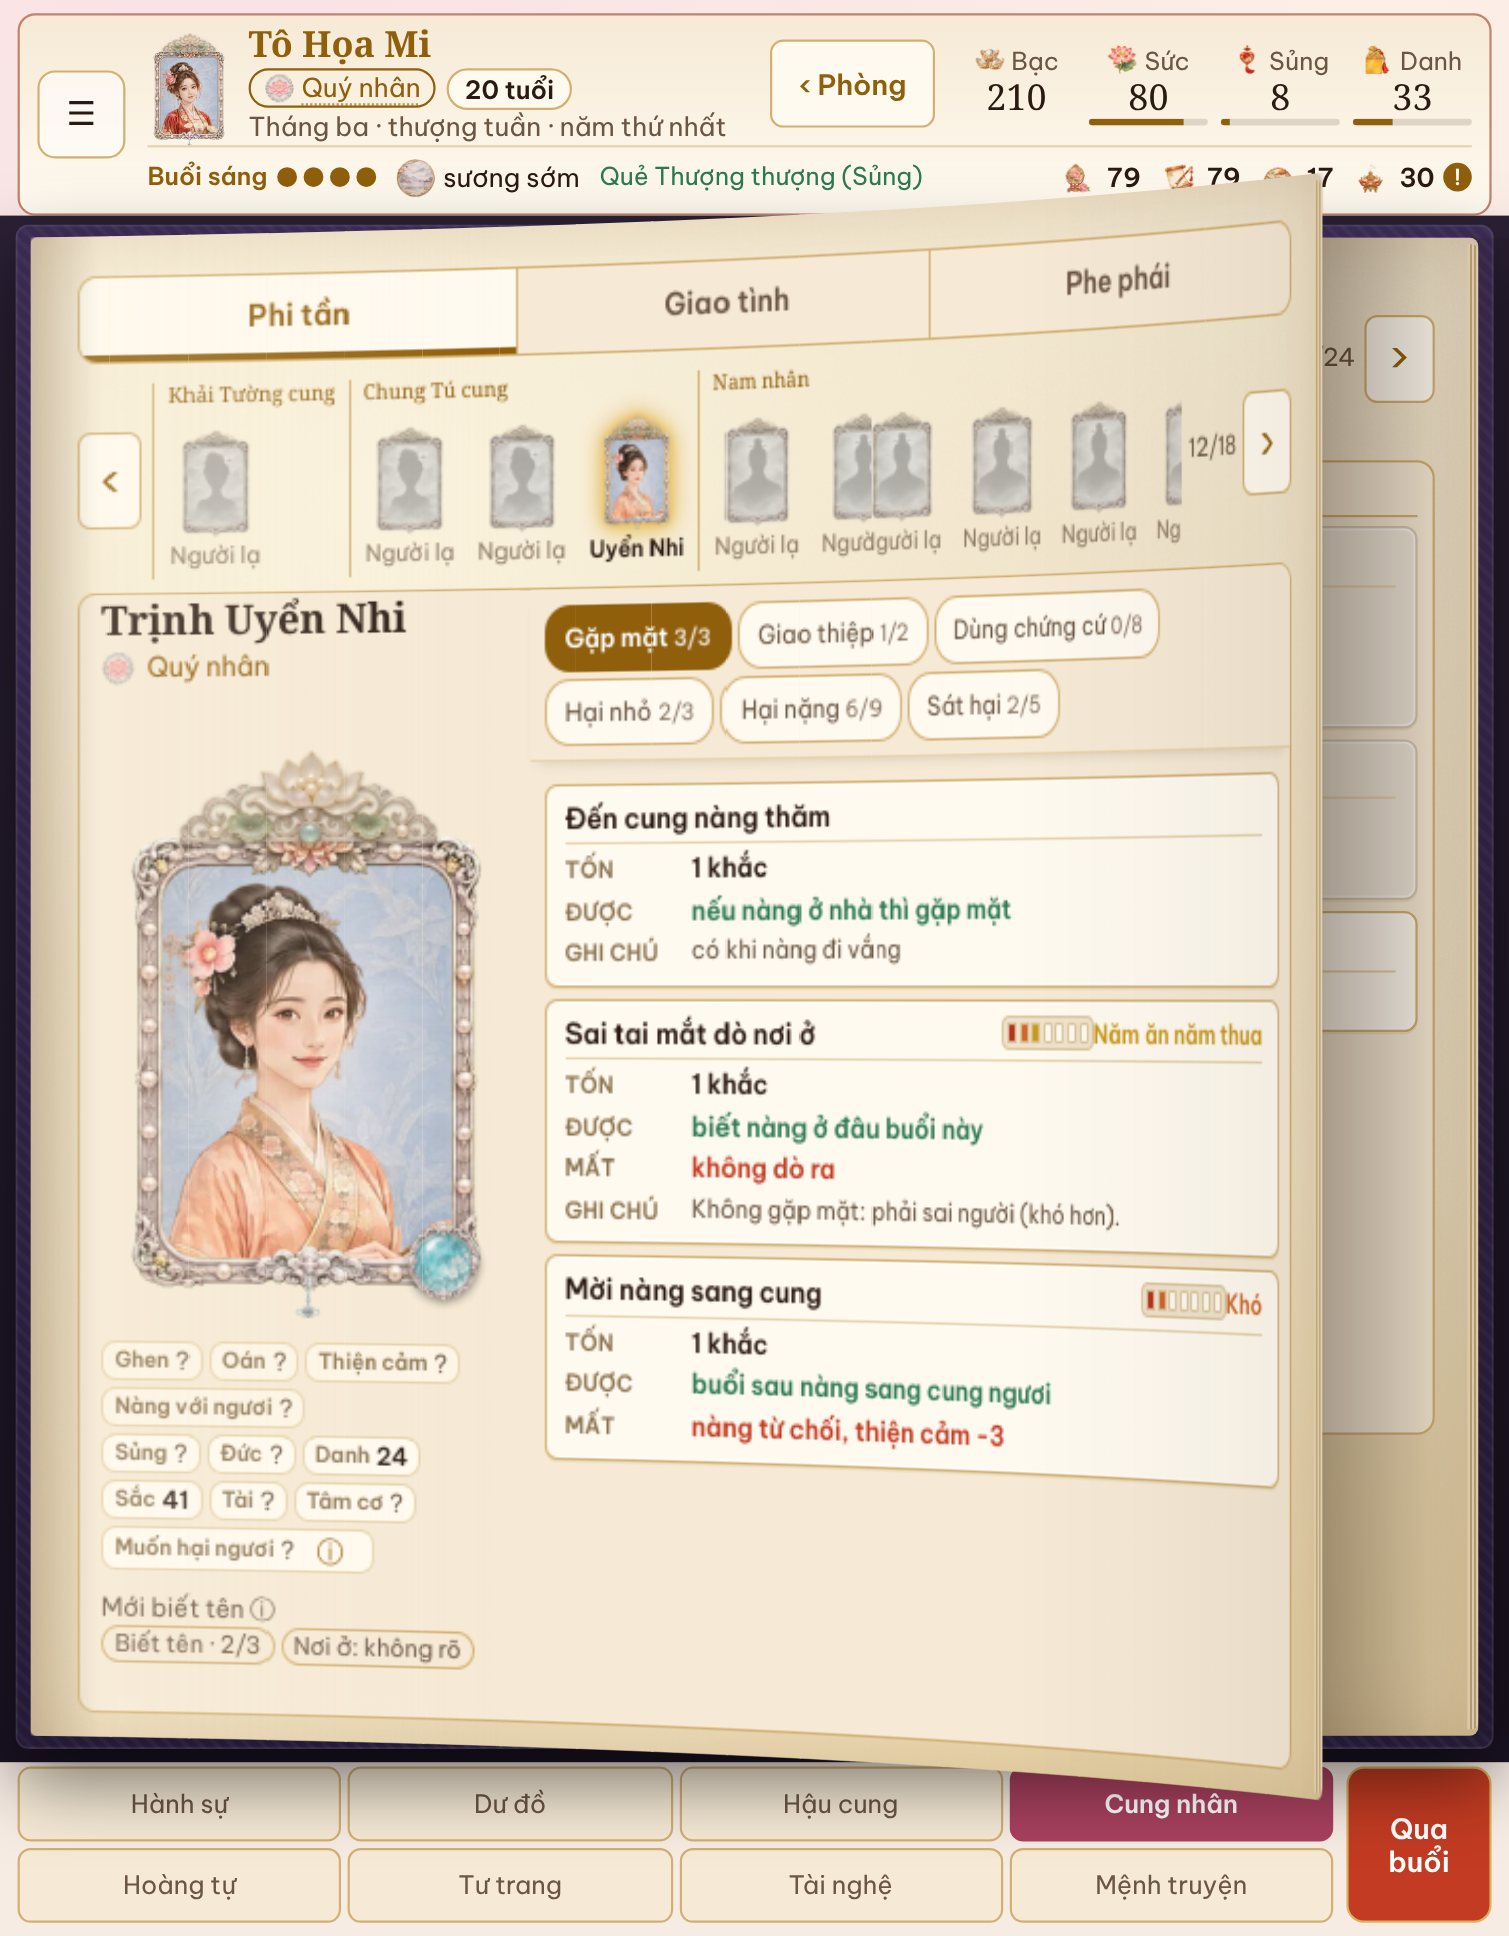 ☰
Tô Họa Mi
Quý nhân
20 tuổi
Tháng ba · thượng tuần · năm thứ nhất
‹ Phòng
Bạc
210
Sức
80
Sủng
8
Danh
33
Buổi sáng
sương sớm
Quẻ Thượng thượng (Sủng)
79
79
17
30 !
Phi tần
Giao tình
Phe phái
/24
›
‹
Khải Tường cung
Chung Tú cung
Nam nhân
Người lạ
Người lạ
Người lạ
Uyển Nhi
Người lạ
Người lạ
Người lạ
Người lạ
Ng
12/18
›
Trịnh Uyển Nhi
Quý nhân
Gặp mặt 3/3
Giao thiệp 1/2
Dùng chứng cứ 0/8
Hại nhỏ 2/3
Hại nặng 6/9
Sát hại 2/5
Đến cung nàng thăm
TỐN 1 khắc
ĐƯỢC nếu nàng ở nhà thì gặp mặt
GHI CHÚ có khi nàng đi vắng
Sai tai mắt dò nơi ở
Năm ăn năm thua
TỐN 1 khắc
ĐƯỢC biết nàng ở đâu buổi này
MẤT không dò ra
GHI CHÚ Không gặp mặt: phải sai người (khó hơn).
Mời nàng sang cung
Khó
TỐN 1 khắc
ĐƯỢC buổi sau nàng sang cung ngươi
MẤT nàng từ chối, thiện cảm -3
Ghen ?
Oán ?
Thiện cảm ?
Nàng với ngươi ?
Sủng ?
Đức ?
Danh 24
Sắc 41
Tài ?
Tâm cơ ?
Muốn hại ngươi ? ⓘ
Mới biết tên ⓘ
Biết tên · 2/3
Nơi ở: không rõ
Hành sự
Dư đồ
Hậu cung
Cung nhân
Qua
buổi
Hoàng tự
Tư trang
Tài nghệ
Mệnh truyện